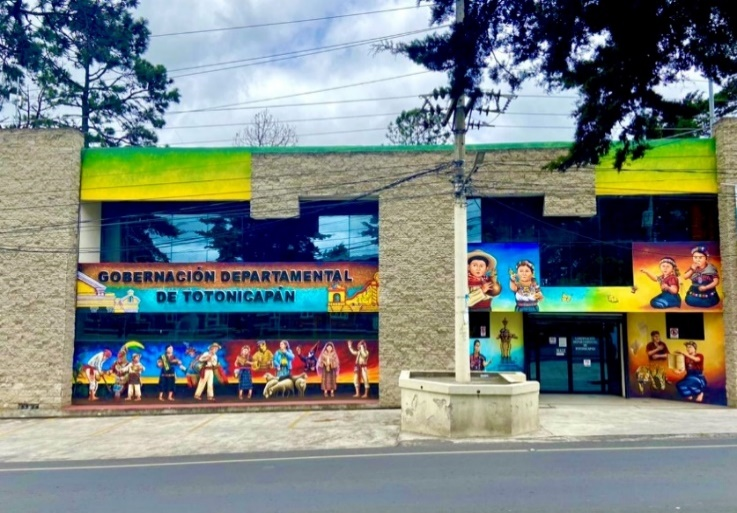 GOBERNACIÓN DEPARTAMENTAL
DE TOTONICAPÁN